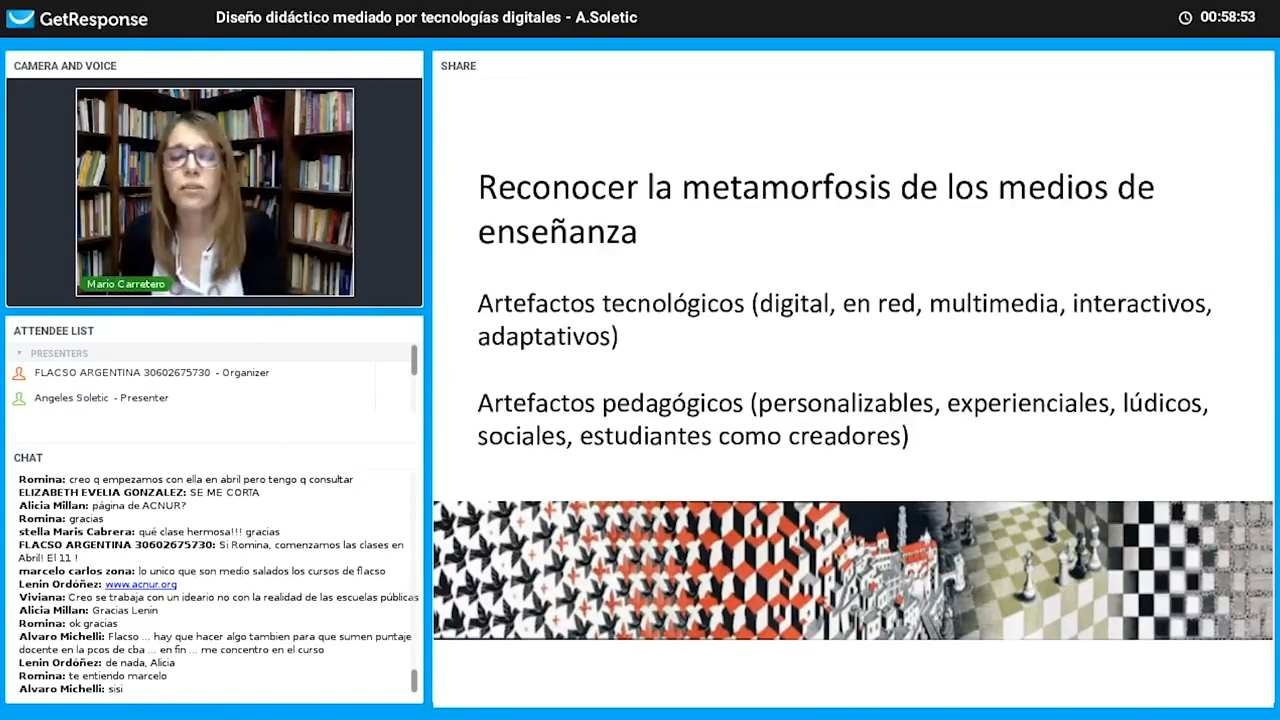 GetResponse
Diseño didáctico mediado por tecnologías digitales - A.Soletic
00:58:53
CAMERA AND VOICE
Mario Carretero
ATTENDEE LIST
PRESENTERS
FLACSO ARGENTINA 30602675730 - Organizer
Angeles Soletic - Presenter
CHAT
Romina: creo q empezamos con ella en abril pero tengo q consultar
ELIZABETH EVELIA GONZALEZ: SE ME CORTA
Alicia Millan: página de ACNUR?
Romina: gracias
stella Maris Cabrera: qué clase hermosa!!! gracias
FLACSO ARGENTINA 30602675730: Si Romina, comenzamos las clases en
Abril! El 11 !
marcelo carlos zona: lo unico que son medio salados los cursos de flacso
Lenin Ordóñez: www.acnur.org
Viviana: Creo se trabaja con un ideario no con la realidad de las escuelas públicas
Alicia Millan: Gracias Lenin
Romina: ok gracias
Alvaro Michelli: Flacso ... hay que hacer algo tambien para que sumen puntaje
docente en la pcos de cba ... en fin ... me concentro en el curso
Lenin Ordóñez: de nada, Alicia
Romina: te entiendo marcelo
Alvaro Michelli: sisi
SHARE
Reconocer la metamorfosis de los medios de
enseñanza
Artefactos tecnológicos (digital, en red, multimedia, interactivos,
adaptativos)
Artefactos pedagógicos (personalizables, experienciales, lúdicos,
sociales, estudiantes como creadores)